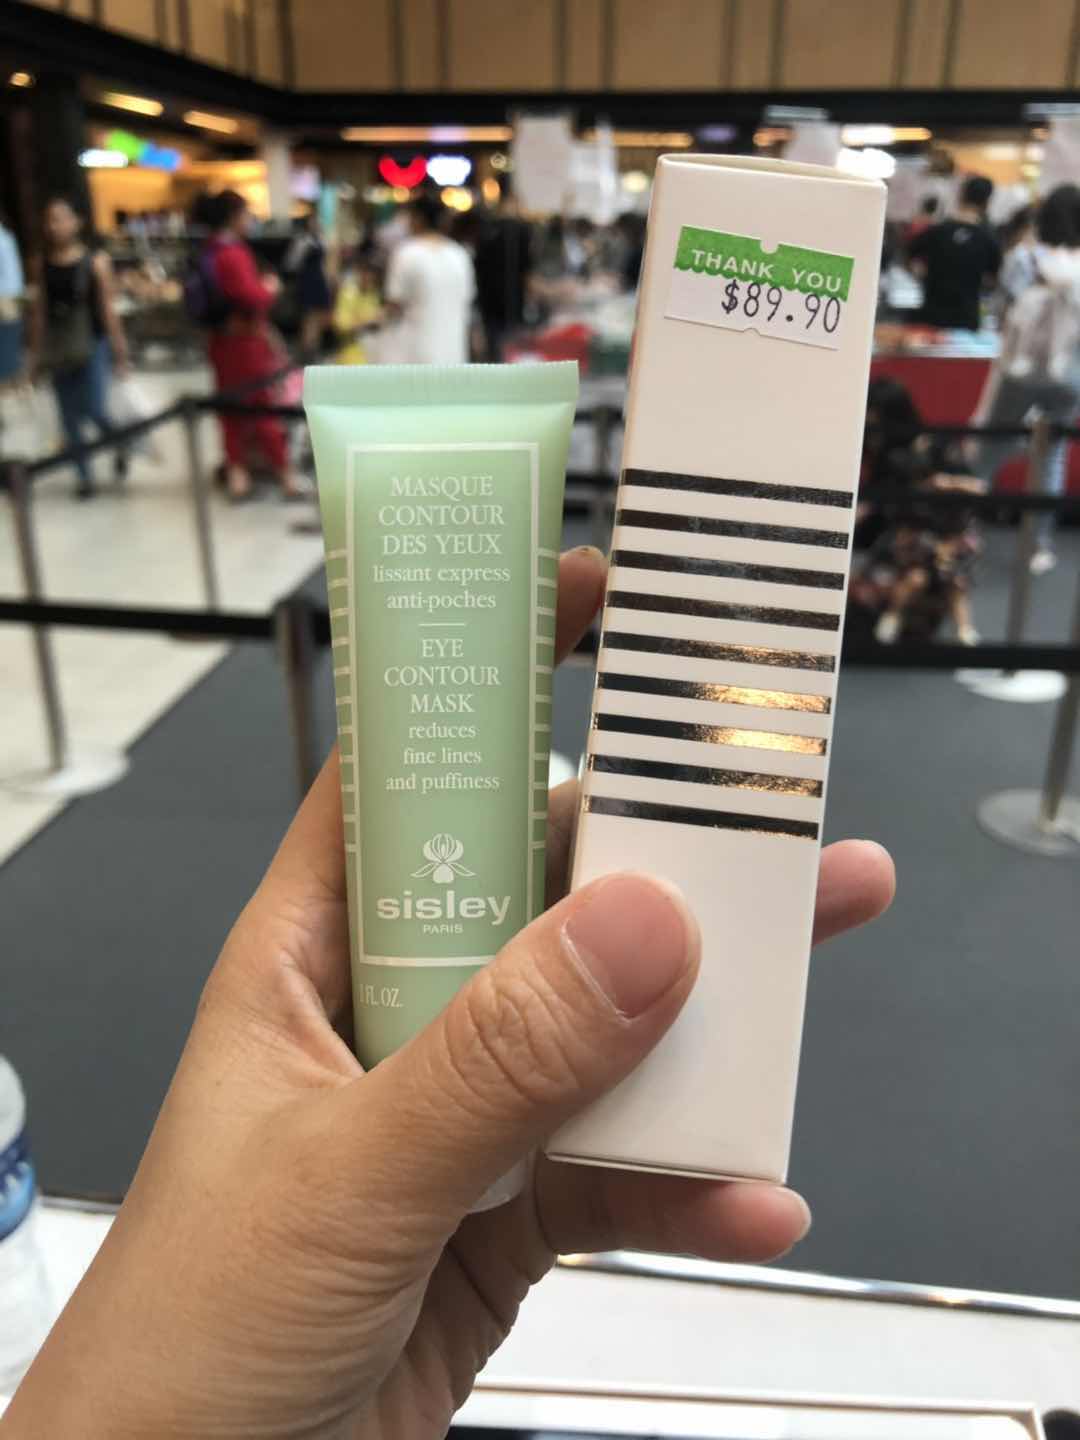 THANK YOU
$89.90
MASQUE
CONTOUR
DES YEUX
lissant express
anti-poches
EYE
CONTOUR
MASK
reduces
fine lines
and puffiness
sisley
PARIS
FL. OZ.